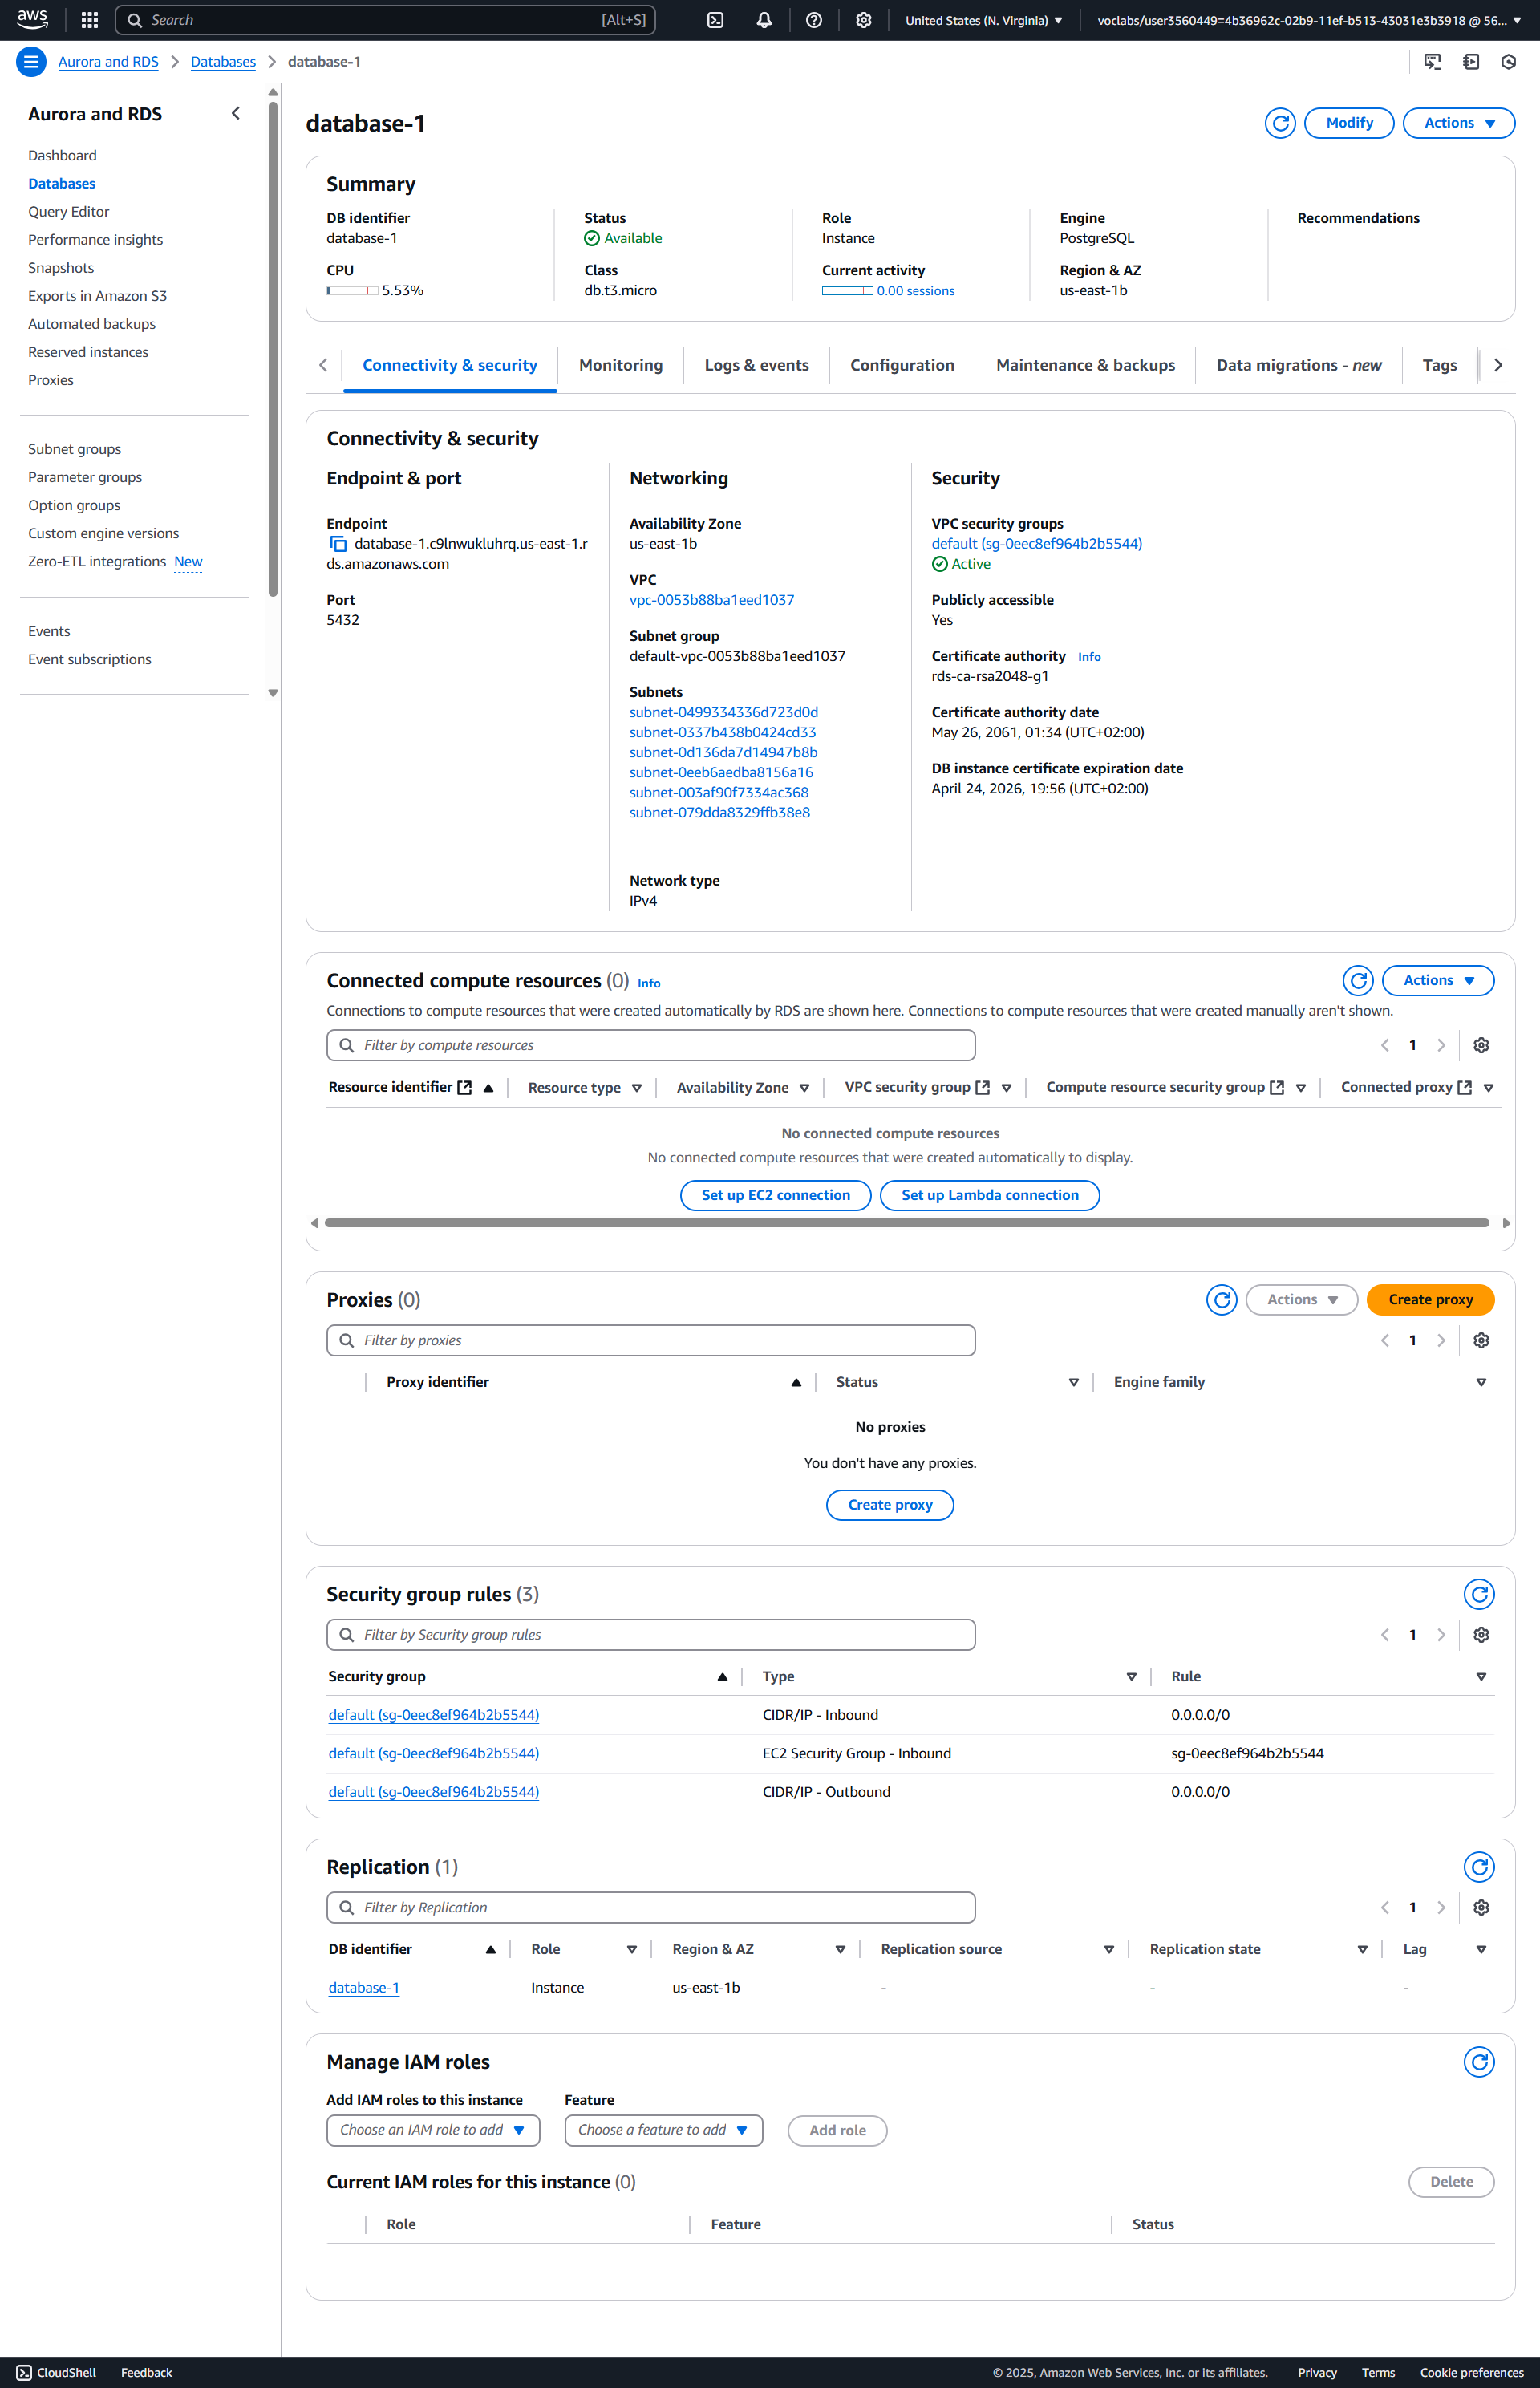 aws
Search [Alt+S]
United States (N. Virginia)
voclabs/user3560449=4b36962c-02b9-11ef-b513-43031e3b3918 @ 56...
Aurora and RDS > Databases > database-1
Aurora and RDS
Dashboard
Databases
Query Editor
Performance insights
Snapshots
Exports in Amazon S3
Automated backups
Reserved instances
Proxies
Subnet groups
Parameter groups
Option groups
Custom engine versions
Zero-ETL integrations New
Events
Event subscriptions
database-1
Modify
Actions
Summary
DB identifier
database-1
CPU
5.53%
Status
Available
Class
db.t3.micro
Role
Instance
Current activity
0.00 sessions
Engine
PostgreSQL
Region & AZ
us-east-1b
Recommendations
Connectivity & security
Monitoring
Logs & events
Configuration
Maintenance & backups
Data migrations - new
Tags
Connectivity & security
Endpoint & port
Endpoint
database-1.c9lnwukluhrq.us-east-1.r
ds.amazonaws.com
Port
5432
Networking
Availability Zone
us-east-1b
VPC
vpc-0053b88ba1eed1037
Subnet group
default-vpc-0053b88ba1eed1037
Subnets
subnet-0499334336d723d0d
subnet-0337b438b0424cd33
subnet-0d136da7d14947b8b
subnet-0eeb6aedba8156a16
subnet-003af90f7334ac368
subnet-079dda8329ffb38e8
Network type
IPv4
Security
VPC security groups
default (sg-0eec8ef964b2b5544)
Active
Publicly accessible
Yes
Certificate authority Info
rds-ca-rsa2048-g1
Certificate authority date
May 26, 2061, 01:34 (UTC+02:00)
DB instance certificate expiration date
April 24, 2026, 19:56 (UTC+02:00)
Connected compute resources (0) Info
Actions
Connections to compute resources that were created automatically by RDS are shown here. Connections to compute resources that were created manually aren't shown.
Filter by compute resources
1
Resource identifier Resource type Availability Zone VPC security group Compute resource security group Connected proxy
No connected compute resources
No connected compute resources that were created automatically to display.
Set up EC2 connection Set up Lambda connection
Proxies (0)
Actions Create proxy
Filter by proxies
1
Proxy identifier Status Engine family
No proxies
You don't have any proxies.
Create proxy
Security group rules (3)
Filter by Security group rules
1
Security group Type Rule
default (sg-0eec8ef964b2b5544) CIDR/IP - Inbound 0.0.0.0/0
default (sg-0eec8ef964b2b5544) EC2 Security Group - Inbound sg-0eec8ef964b2b5544
default (sg-0eec8ef964b2b5544) CIDR/IP - Outbound 0.0.0.0/0
Replication (1)
Filter by Replication
1
DB identifier Role Region & AZ Replication source Replication state Lag
database-1 Instance us-east-1b - - -
Manage IAM roles
Add IAM roles to this instance Feature
Choose an IAM role to add Choose a feature to add Add role
Current IAM roles for this instance (0)
Delete
Role Feature Status
CloudShell Feedback
© 2025, Amazon Web Services, Inc. or its affiliates. Privacy Terms Cookie preferences